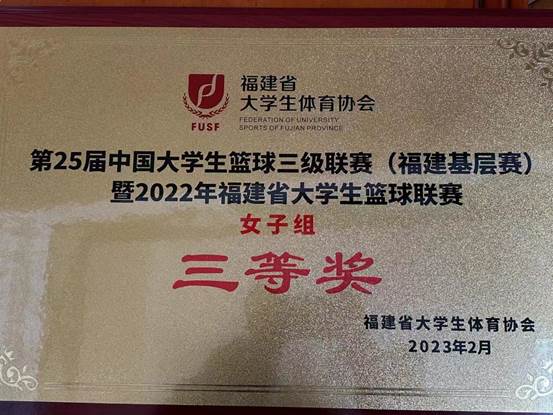 福建省
大学生体育协会
FEDERATION OF UNIVERSITY
SPORTS OF FUJIAN PROVINCE
FUSF
第25届中国大学生篮球三级联赛（福建基层赛）
暨2022年福建省大学生篮球联赛
女子组
三等奖
福建省大学生体育协会
2023年2月